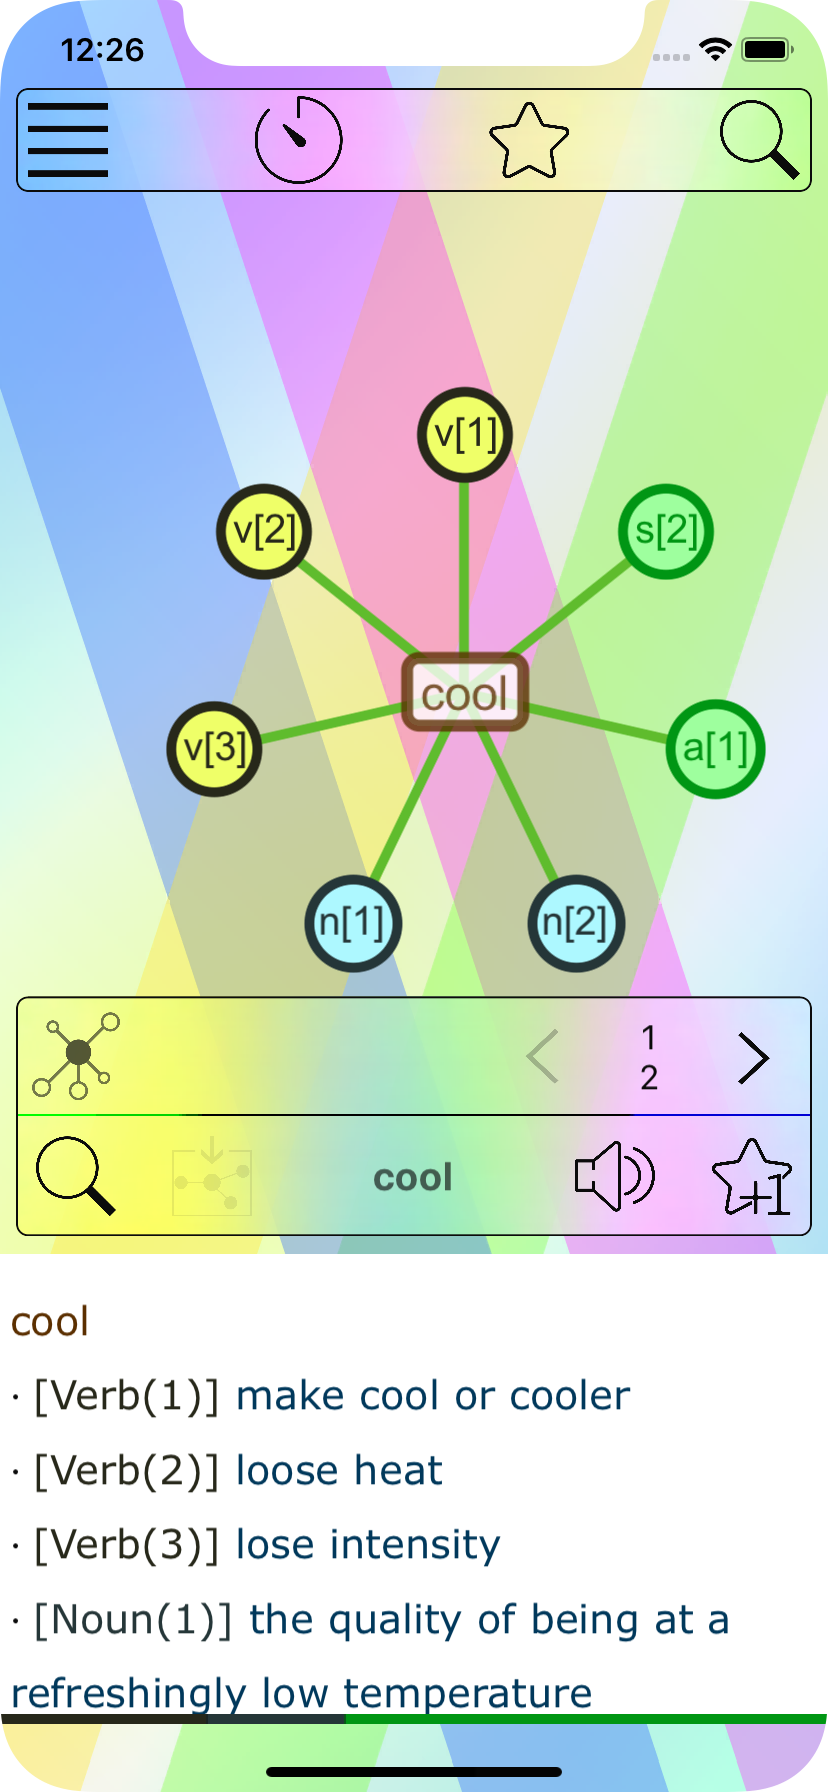 12:26
v[1]
v[2]
s[2]
cool
v[3]
a[1]
n[1]
n[2]
1
2
cool
+1
cool
· [Verb(1)] make cool or cooler
· [Verb(2)] loose heat
· [Verb(3)] lose intensity
· [Noun(1)] the quality of being at a
refreshingly low temperature